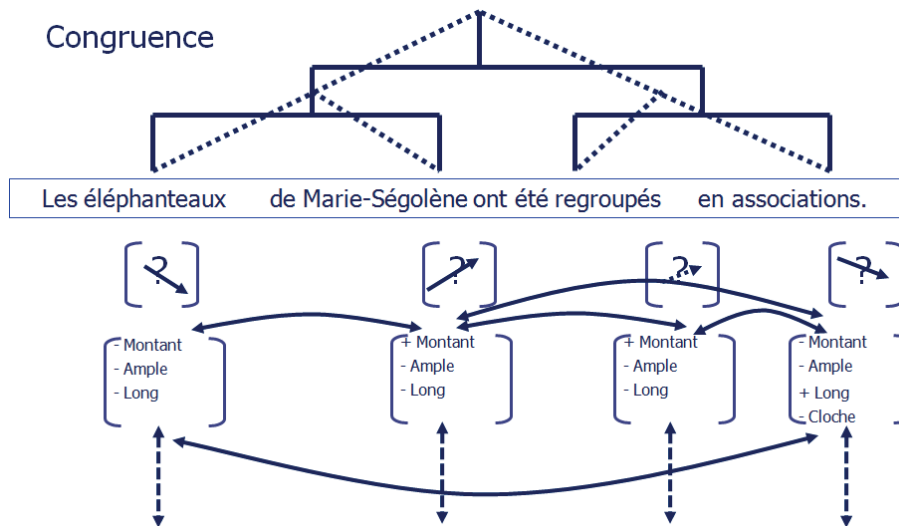 Congruence
Les éléphanteaux de Marie-Ségolène ont été regroupés en associations.
? ? ? ?
- Montant + Montant + Montant - Montant
- Ample - Ample - Ample - Ample
- Long - Long - Long + Long
- Cloche